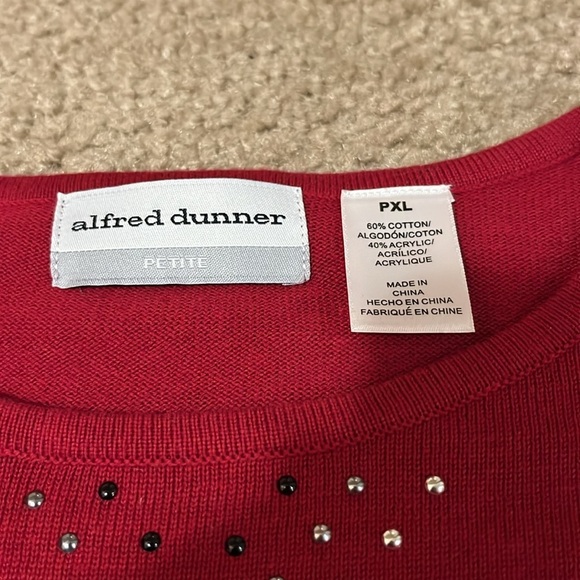 alfred dunner
PETITE
PXL
60% COTTON/
ALGODÓN/COTON
40% ACRYLIC/
ACRÍLICO/
ACRYLIQUE
MADE IN
CHINA
HECHO EN CHINA
FABRIQUÉ EN CHINE